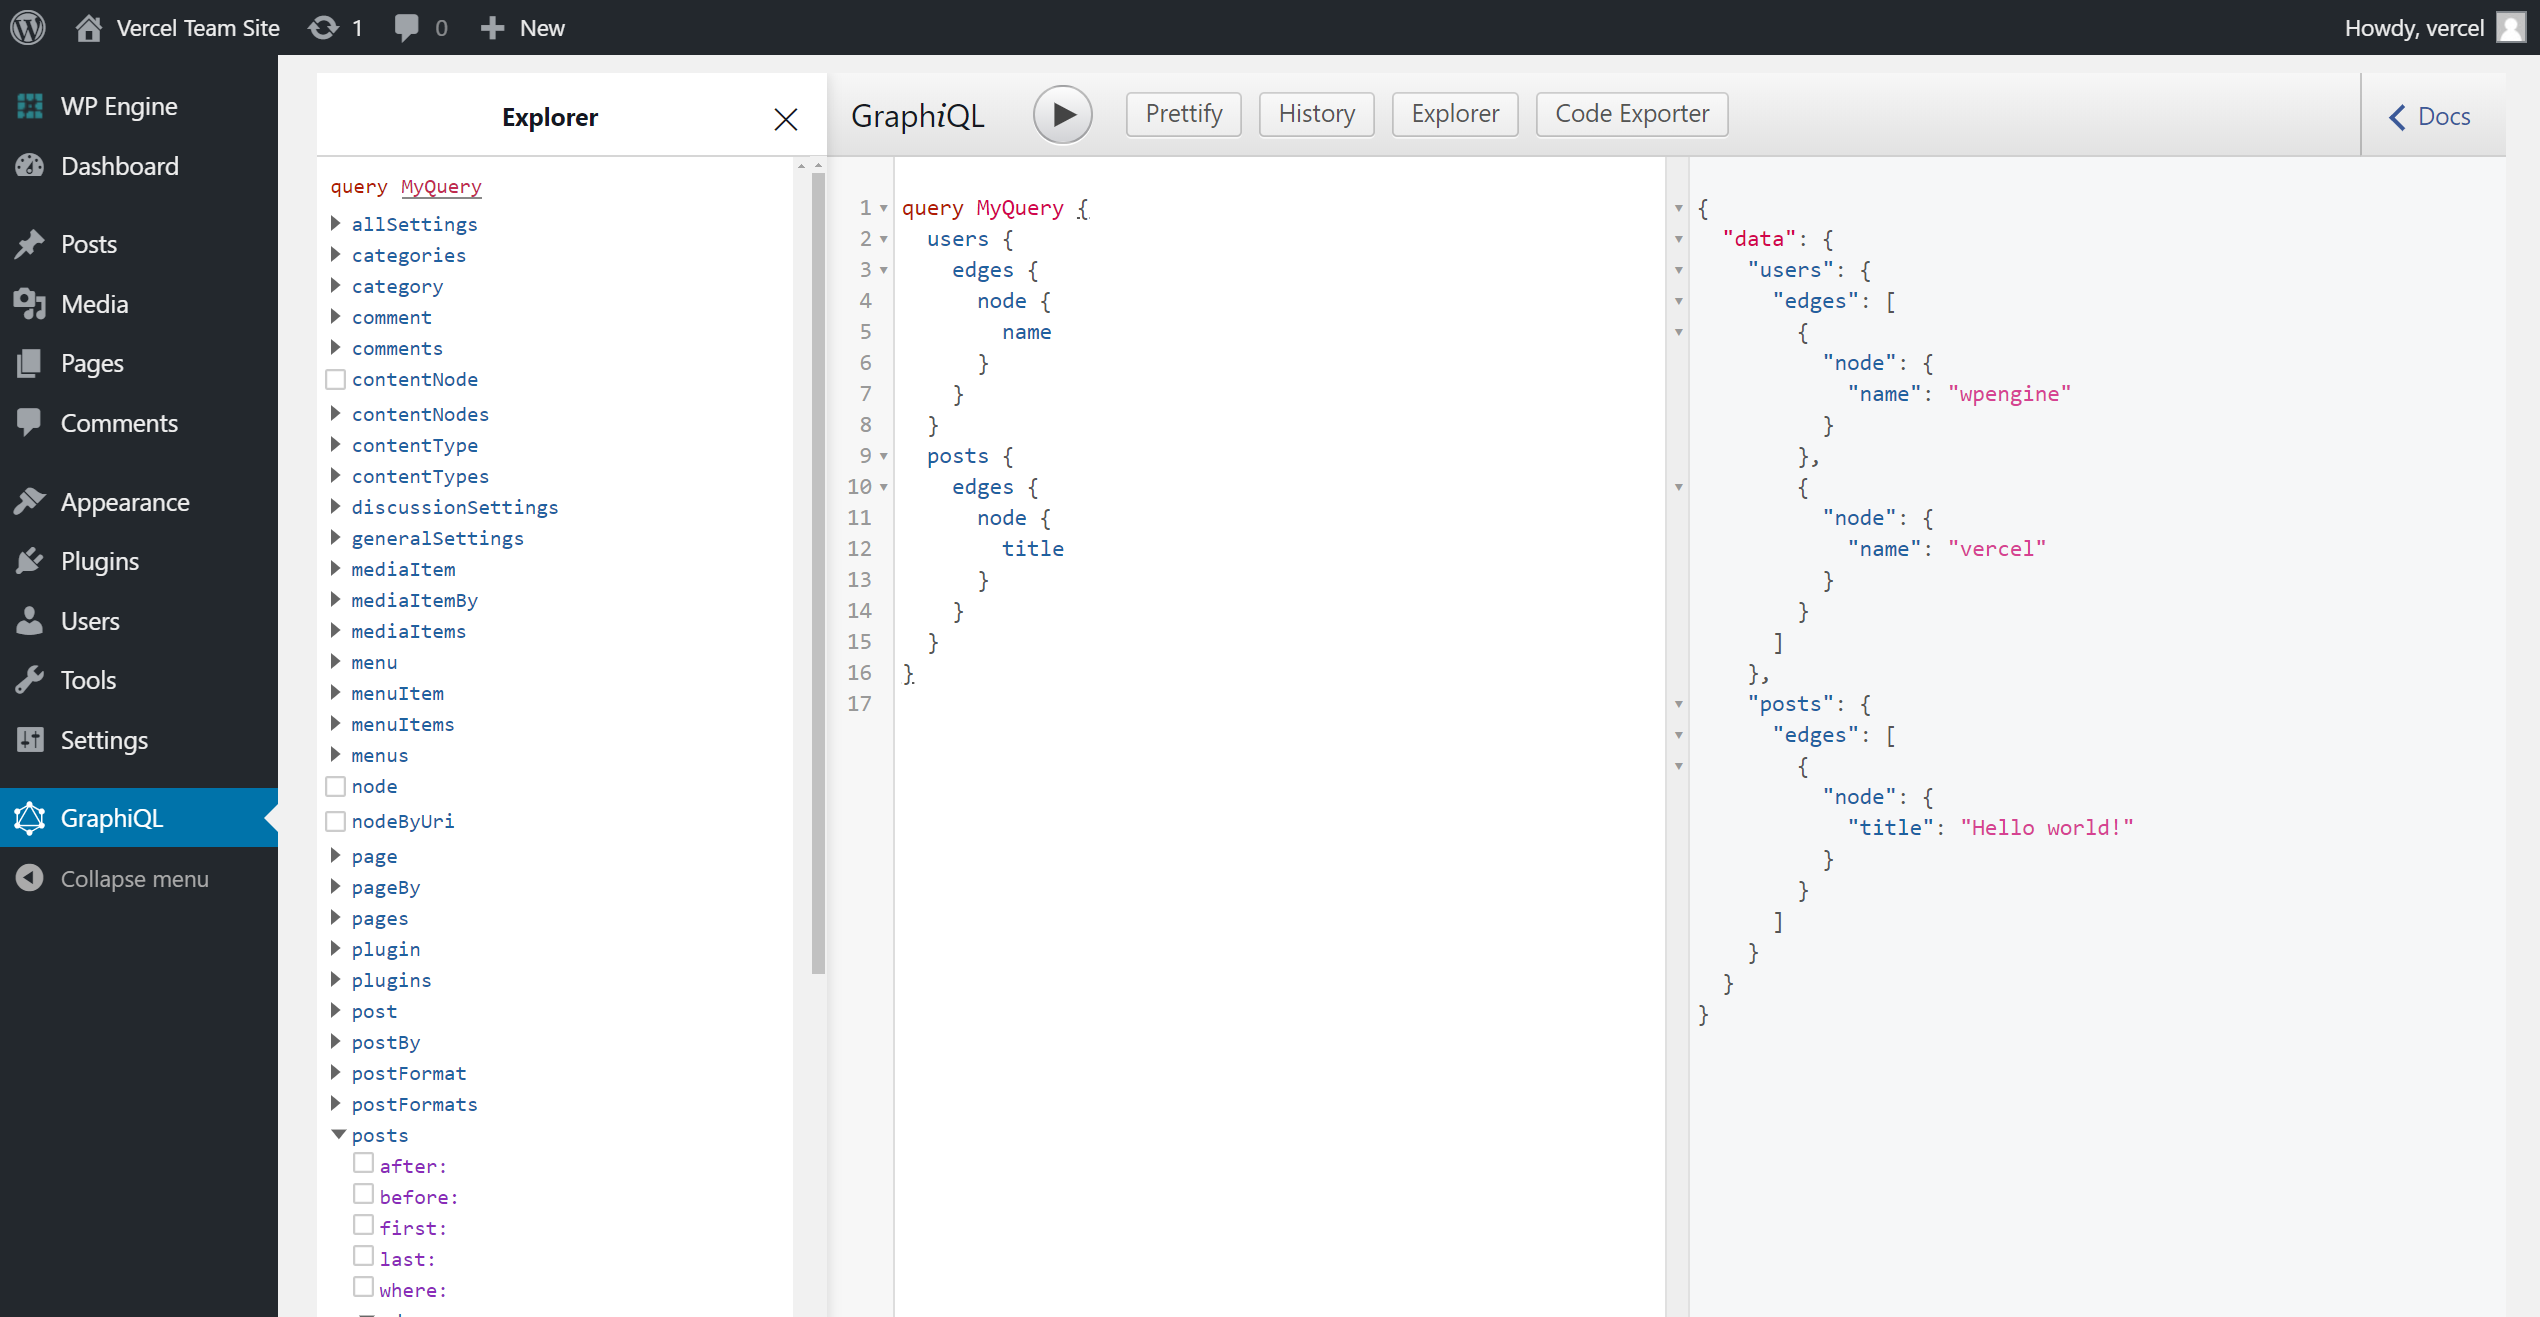 Vercel Team Site 1 0 New Howdy, vercel
WP Engine
Dashboard
Posts
Media
Pages
Comments
Appearance
Plugins
Users
Tools
Settings
GraphiQL
Collapse menu
Explorer
query MyQuery
allSettings
categories
category
comment
comments
contentNode
contentNodes
contentType
contentTypes
discussionSettings
generalSettings
mediaItem
mediaItemBy
mediaItems
menu
menuItem
menuItems
menus
node
nodeByUri
page
pageBy
pages
plugin
plugins
post
postBy
postFormat
postFormats
posts
after:
before:
first:
last:
where:
GraphiQL Prettify History Explorer Code Exporter Docs
1 query MyQuery {
2 users {
3 edges {
4 node {
5 name
6 }
7 }
8 }
9 posts {
10 edges {
11 node {
12 title
13 }
14 }
15 }
16 }
17
{
"data": {
"users": {
"edges": [
{
"node": {
"name": "wpengine"
}
},
{
"node": {
"name": "vercel"
}
}
]
},
"posts": {
"edges": [
{
"node": {
"title": "Hello world!"
}
}
]
}
}
}